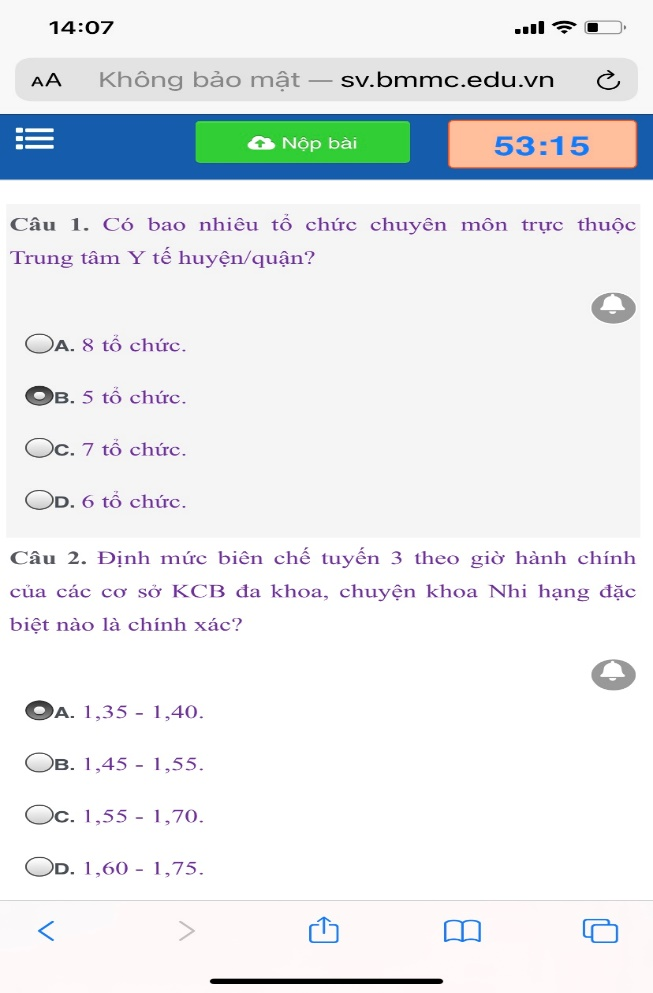 14:07
AA Không bảo mật — sv.bmmc.edu.vn
Nộp bài
53:15
Câu 1. Có bao nhiêu tổ chức chuyên môn trực thuộc
Trung tâm Y tế huyện/quận?
A. 8 tổ chức.
B. 5 tổ chức.
C. 7 tổ chức.
D. 6 tổ chức.
Câu 2. Định mức biên chế tuyến 3 theo giờ hành chính
của các cơ sở KCB đa khoa, chuyện khoa Nhi hạng đặc
biệt nào là chính xác?
A. 1,35 - 1,40.
B. 1,45 - 1,55.
C. 1,55 - 1,70.
D. 1,60 - 1,75.